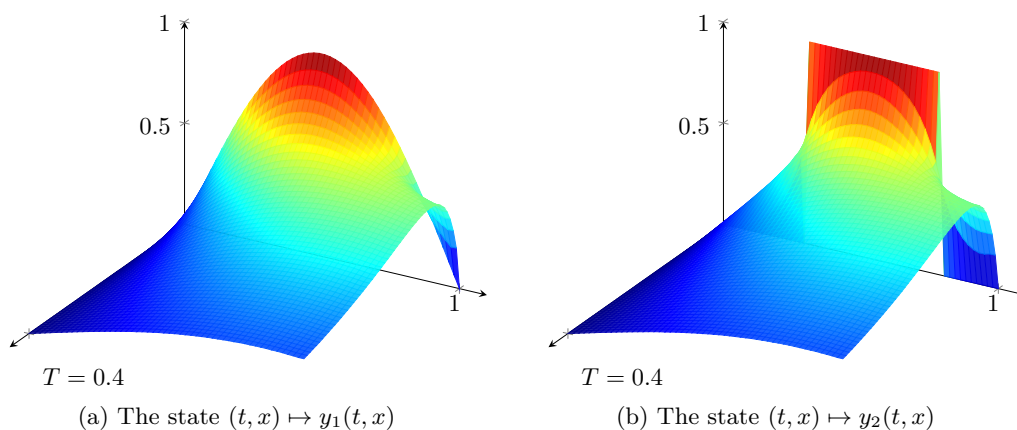 1
0.5
1
T = 0.4
(a) The state (t, x) ↦ y₁(t, x)
1
0.5
1
T = 0.4
(b) The state (t, x) ↦ y₂(t, x)